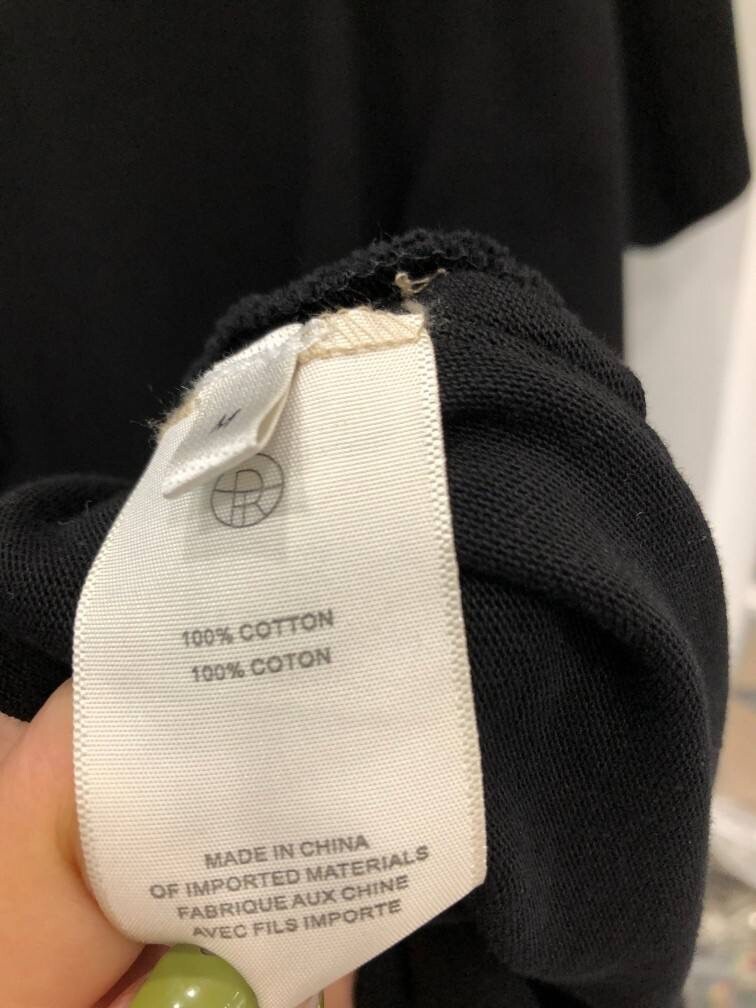 100% COTTON
100% COTON
MADE IN CHINA
OF IMPORTED MATERIALS
FABRIQUE AUX CHINE
AVEC FILS IMPORTE